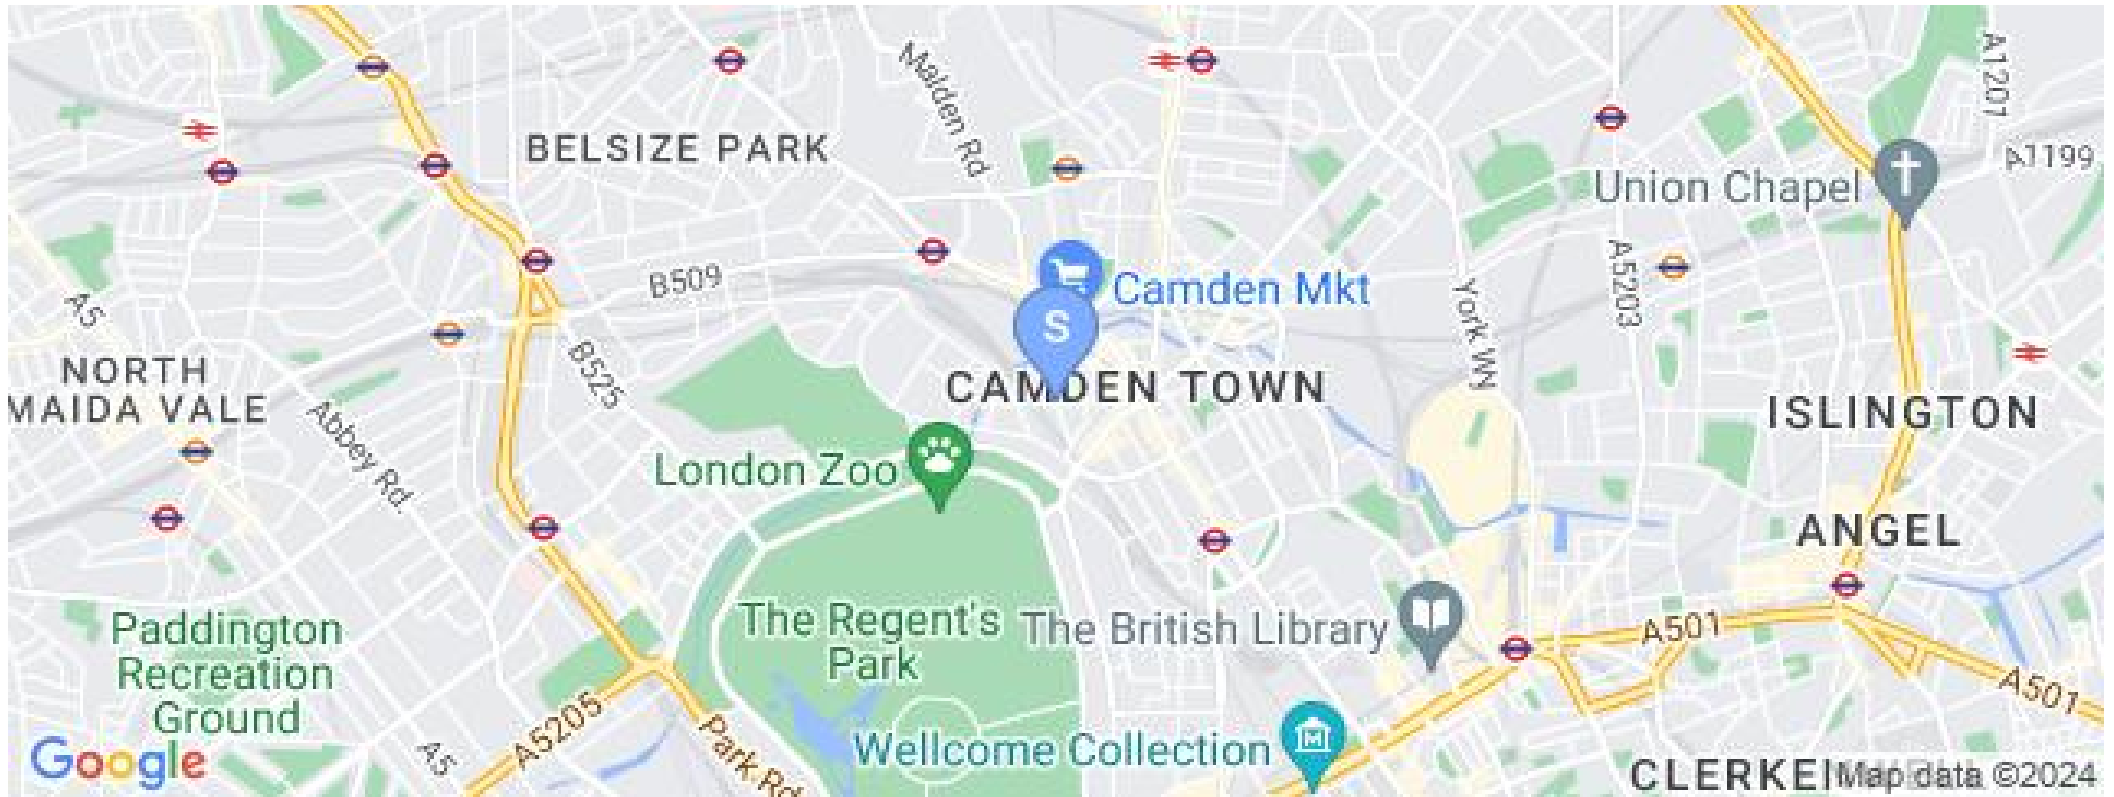 Malden Rd
A1201
BELSIZE PARK
A1199
Union Chapel
B509
Camden Mkt
A5203
York Wy
A5
S
NORTH
MAIDA VALE
B525
CAMDEN TOWN
ISLINGTON
Abbey Rd.
London Zoo
ANGEL
Paddington
Recreation
Ground
The Regent's
Park
The British Library
A501
A501
A5205
Park Rd
A5
Wellcome Collection
Google
CLERKE
Map data ©2024